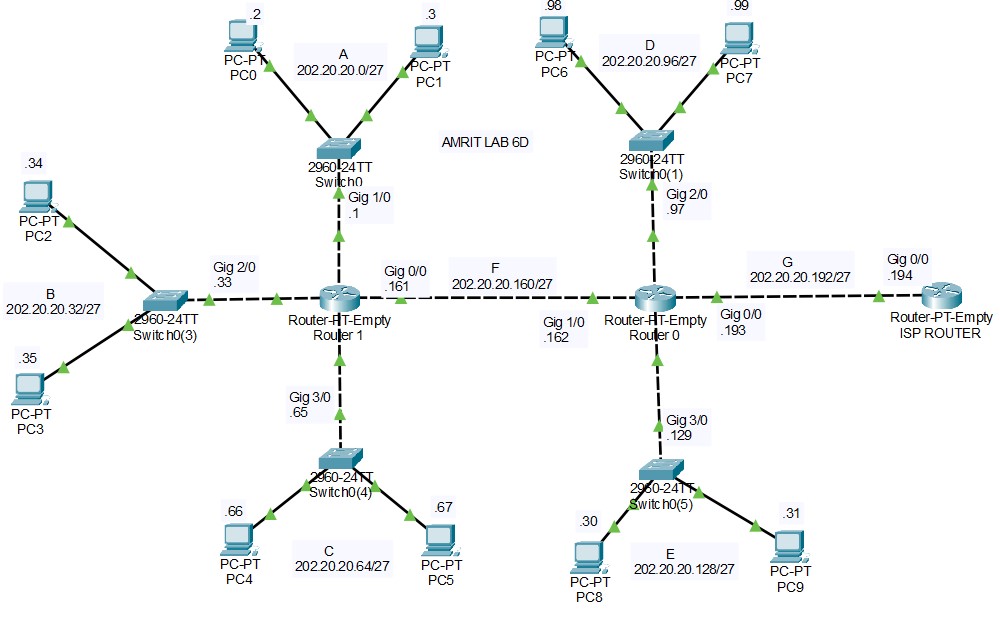 .2
.3
.98
.99
A
202.20.20.0/27
D
202.20.20.96/27
PC-PT
PC0
PC-PT
PC1
PC-PT
PC6
PC-PT
PC7
AMRIT LAB 6D
2960-24TT
Switch0
2960-24TT
Switch0(1)
.34
PC-PT
PC2
Gig 1/0
.1
Gig 2/0
.97
B
202.20.20.32/27
Gig 2/0
.33
2960-24TT
Switch0(3)
Gig 0/0
.161
F
202.20.20.160/27
G
202.20.20.192/27
Gig 0/0
.194
Router-PT-Empty
Router 1
Gig 1/0
.162
Router-PT-Empty
Router 0
Gig 0/0
.193
Router-PT-Empty
ISP ROUTER
.35
PC-PT
PC3
Gig 3/0
.65
Gig 3/0
.129
2960-24TT
Switch0(4)
2960-24TT
Switch0(5)
.66
.67
.30
.31
PC-PT
PC4
C
202.20.20.64/27
PC-PT
PC5
PC-PT
PC8
E
202.20.20.128/27
PC-PT
PC9